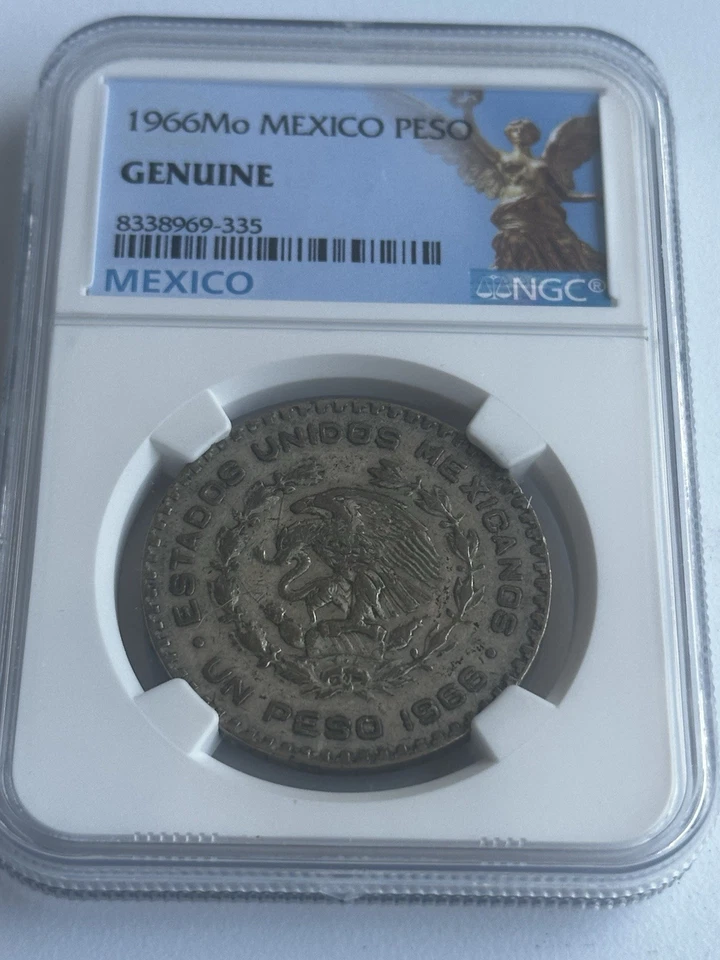 1966Mo MEXICO PESO
GENUINE
8338969-335
MEXICO
NGC®
ESTADOS UNIDOS MEXICANOS
• UN PESO 1966 •